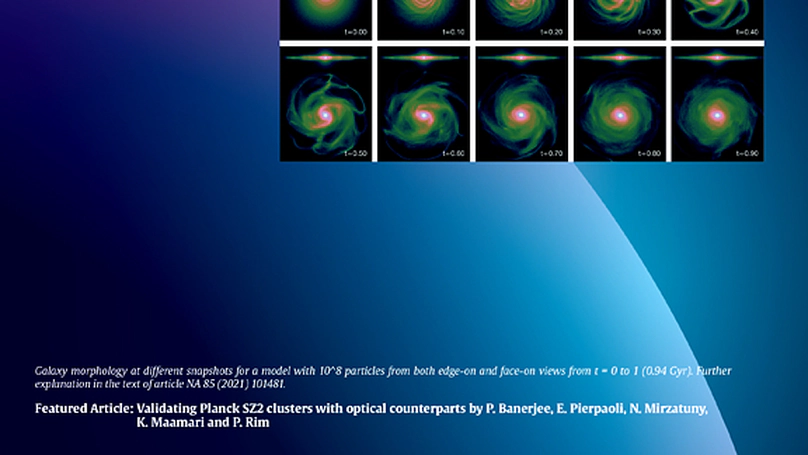 t=0.00 t=0.10 t=0.20 t=0.30 t=0.40
t=0.50 t=0.60 t=0.70 t=0.80 t=0.90
Galaxy morphology at different snapshots for a model with 10^8 particles from both edge-on and face-on views from t = 0 to 1 (0.94 Gyr). Further
explanation in the text of article NA 85 (2021) 101481.
Featured Article: Validating Planck SZ2 clusters with optical counterparts by P. Banerjee, E. Pierpaoli, N. Mirzatuny,
K. Maamari and P. Rim